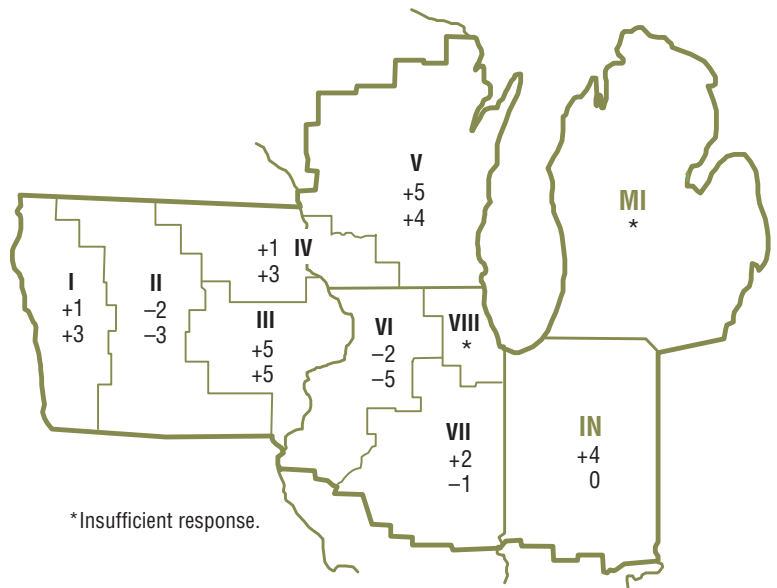 V
+5
+4
MI
*
IV
+1
+3
I
+1
+3
II
–2
–3
III
+5
+5
VI
–2
–5
VIII
*
VII
+2
–1
IN
+4
0
*Insufficient response.